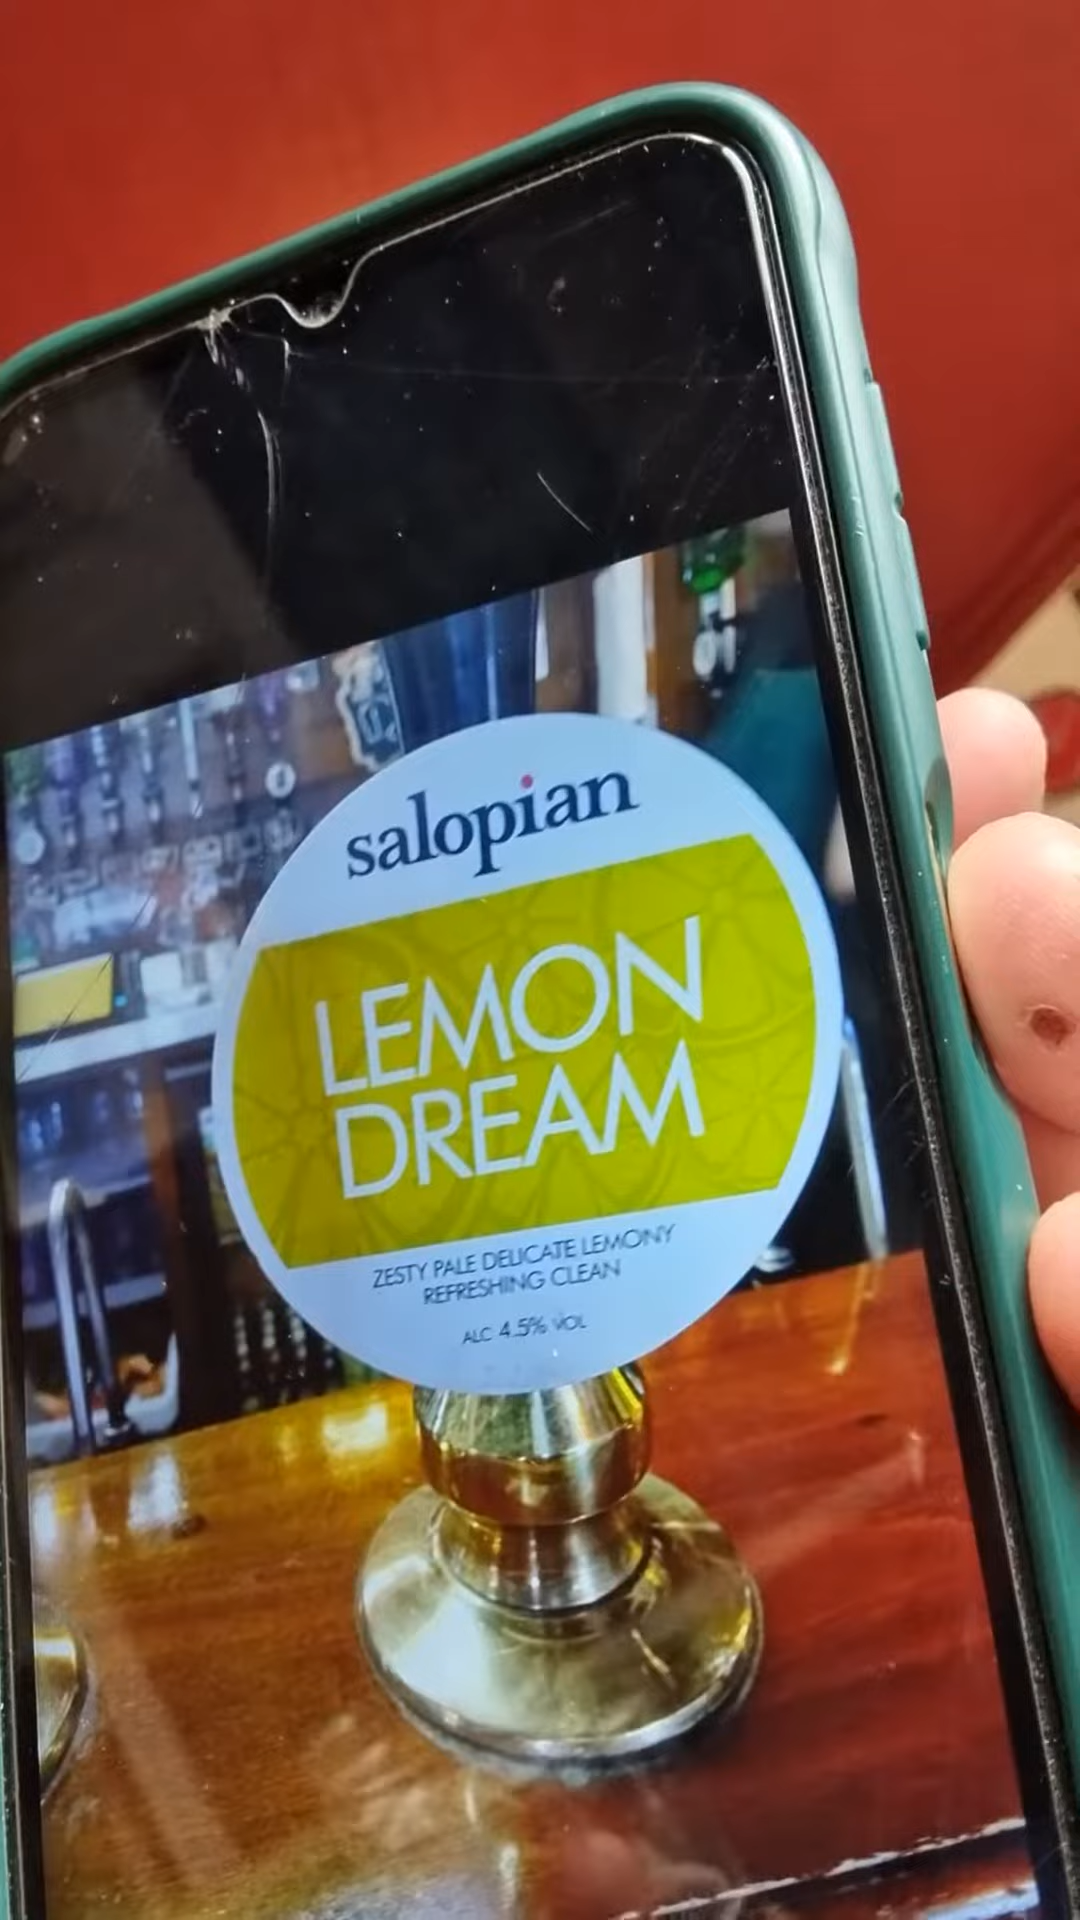 salopian
LEMON
DREAM
ZESTY PALE DELICATE LEMONY
REFRESHING CLEAN
ALC 4.5% VOL